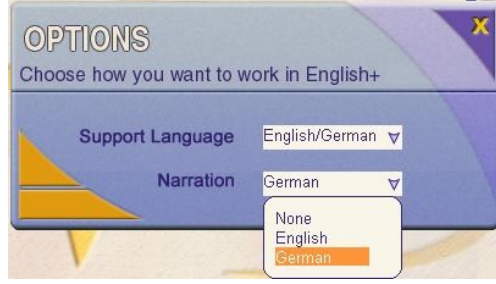 OPTIONS
X
Choose how you want to work in English+
Support Language English/German
Narration German
None
English
German